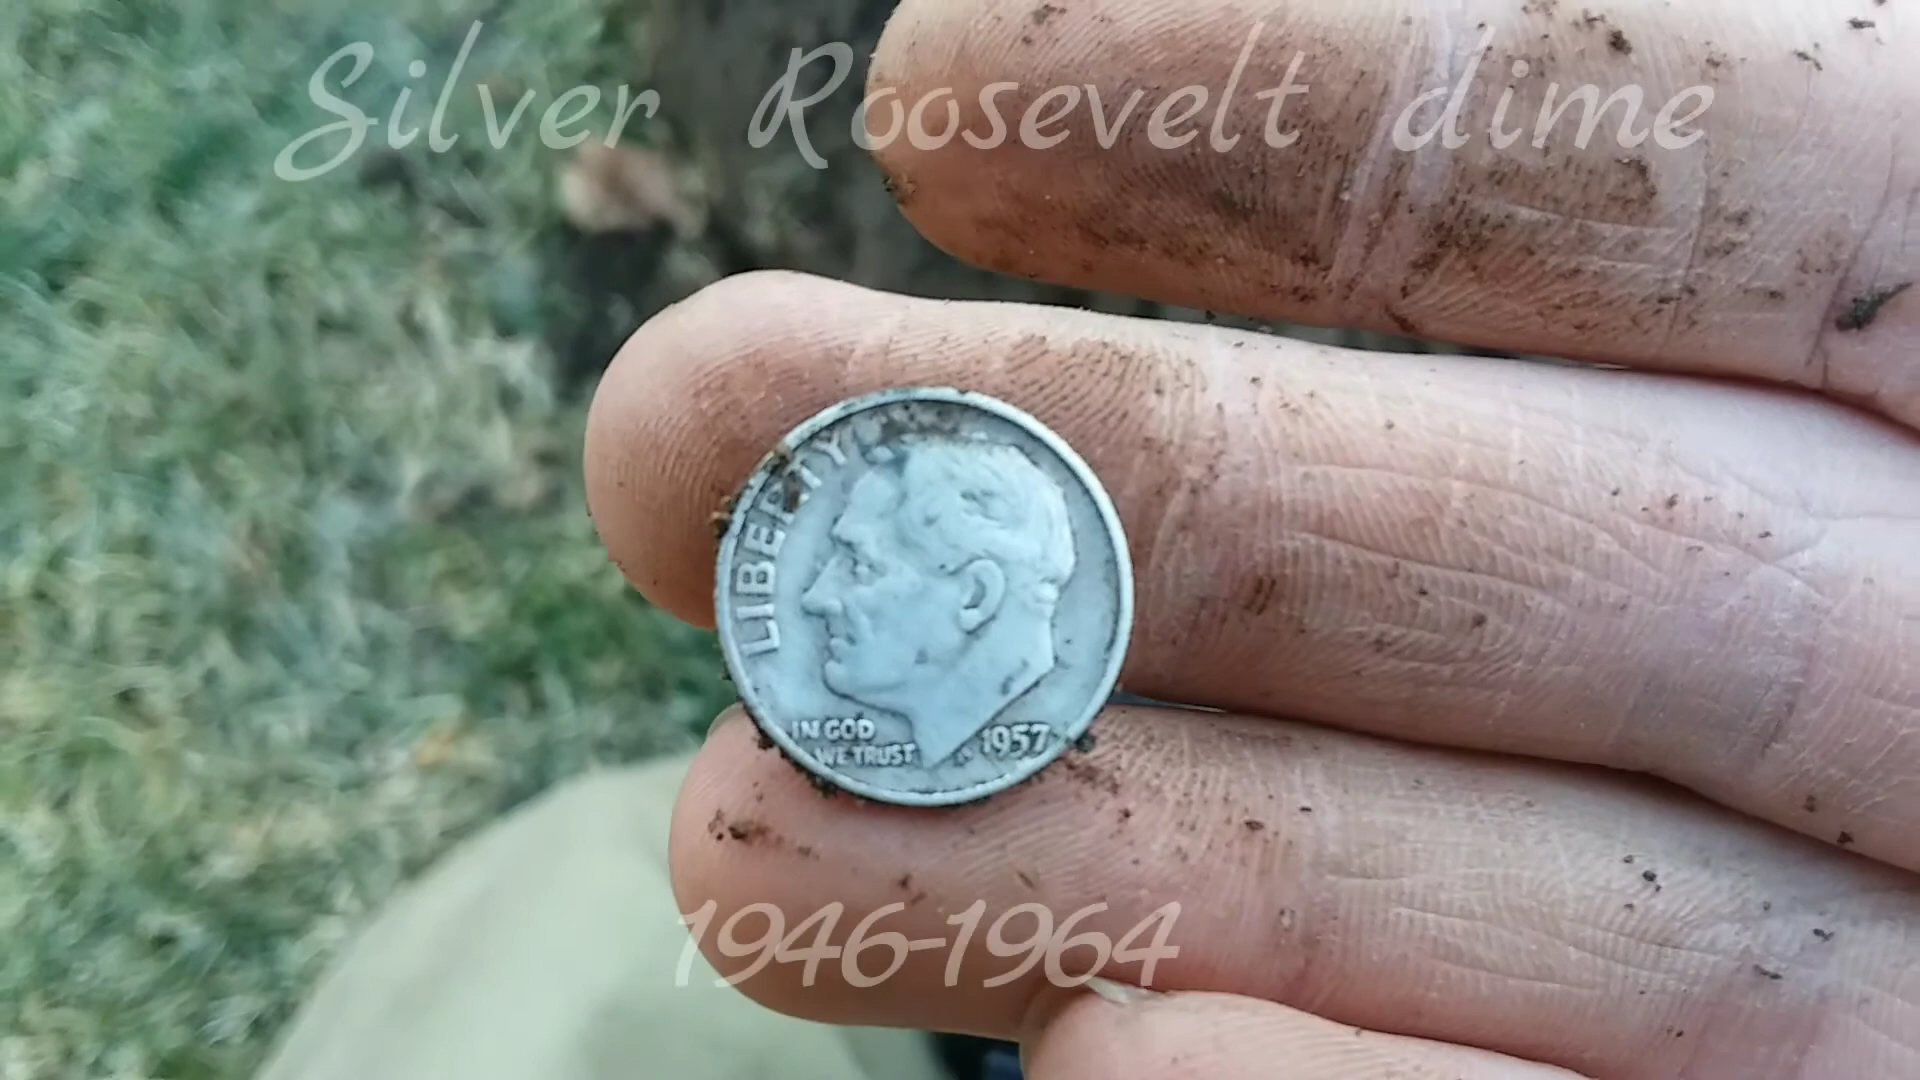 Silver Roosevelt dime
LIBERTY
IN GOD
WE TRUST
1957
1946-1964